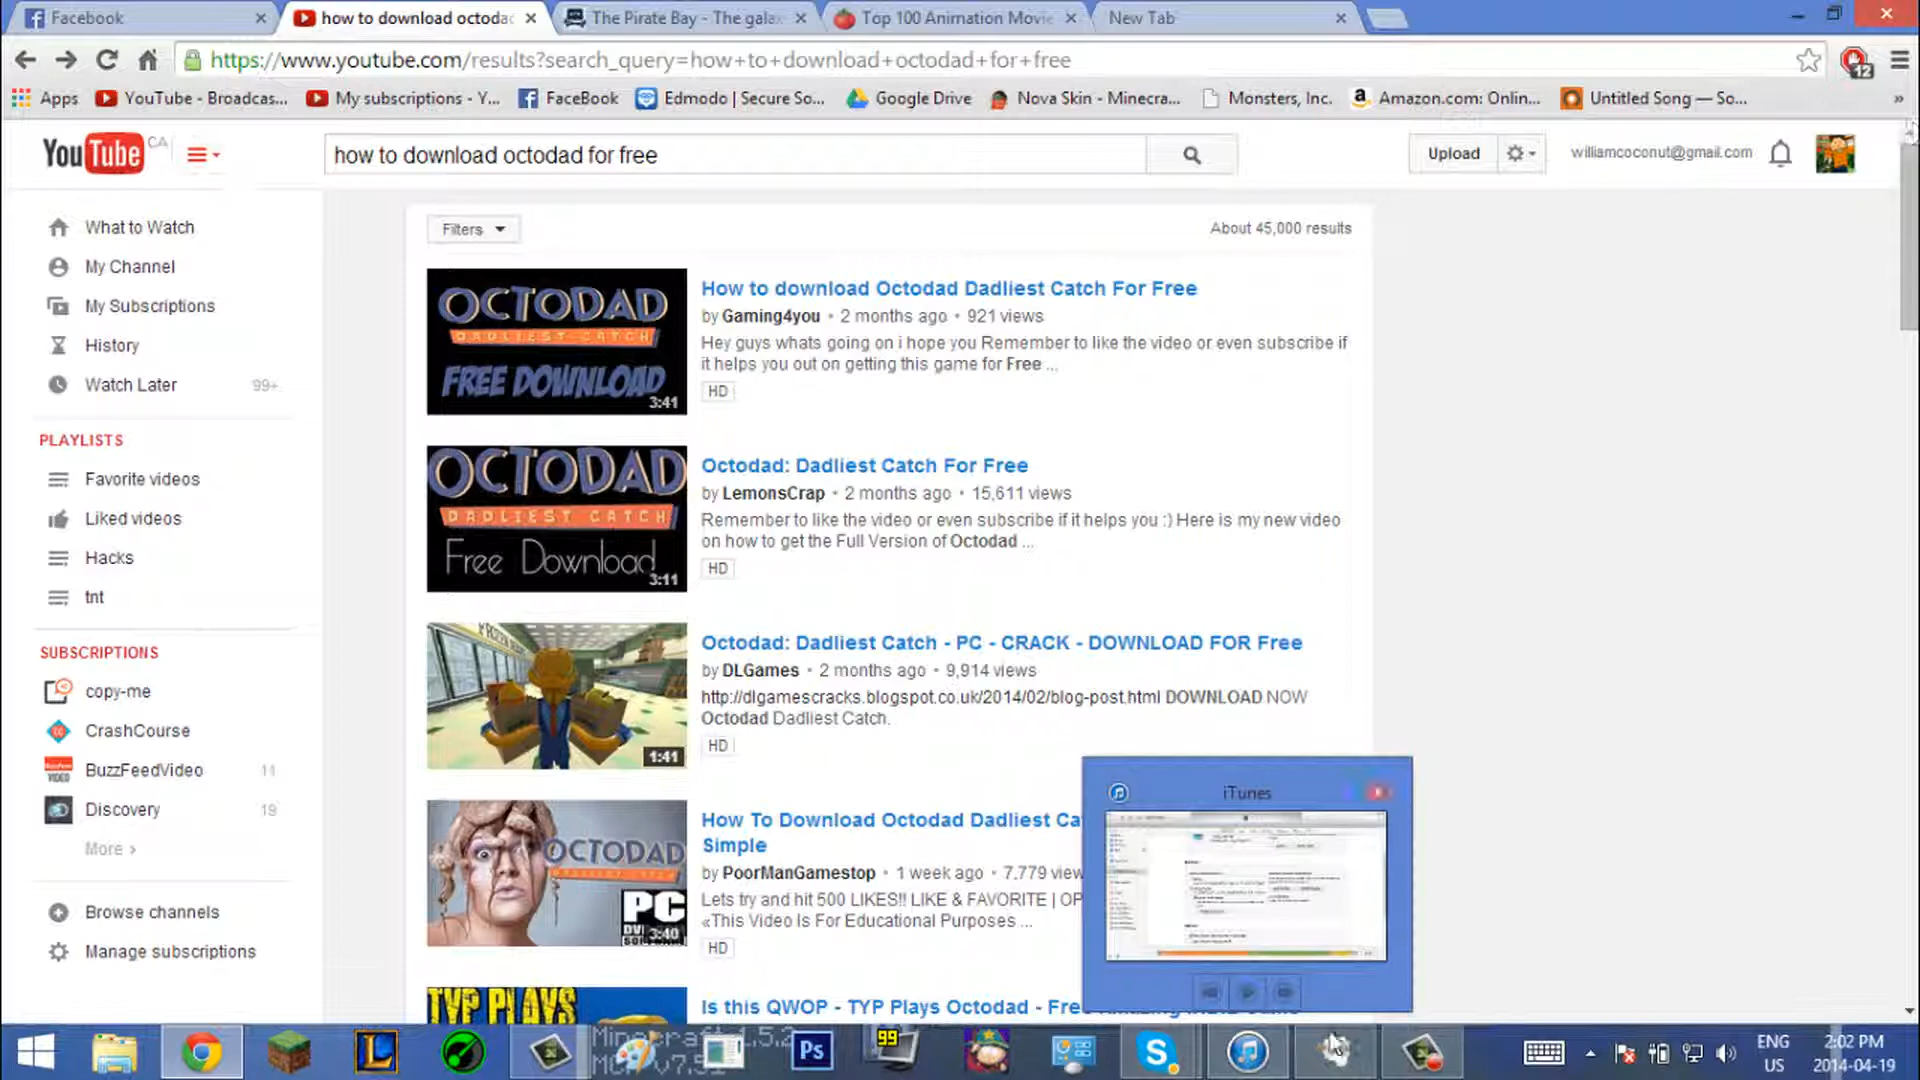 Facebook
how to download octodac
The Pirate Bay - The galax
Top 100 Animation Movie
New Tab
https://www.youtube.com/results?search_query=how+to+download+octodad+for+free
12
Apps
YouTube - Broadcas...
My subscriptions - Y...
FaceBook
Edmodo | Secure So...
Google Drive
Nova Skin - Minecra...
Monsters, Inc.
Amazon.com: Onlin...
Untitled Song — So...
»
YouTube CA
how to download octodad for free
Upload
williamcoconut@gmail.com
What to Watch
My Channel
My Subscriptions
History
Watch Later 99+
PLAYLISTS
Favorite videos
Liked videos
Hacks
tnt
SUBSCRIPTIONS
copy-me
CrashCourse
BuzzFeedVideo 11
Discovery 19
More ›
Browse channels
Manage subscriptions
Filters
About 45,000 results
OCTODAD
DADLIEST CATCH
FREE DOWNLOAD
3:41
How to download Octodad Dadliest Catch For Free
by Gaming4you • 2 months ago • 921 views
Hey guys whats going on i hope you Remember to like the video or even subscribe if
it helps you out on getting this game for Free ...
HD
OCTODAD
DADLIEST CATCH
Free Download
3:11
Octodad: Dadliest Catch For Free
by LemonsCrap • 2 months ago • 15,611 views
Remember to like the video or even subscribe if it helps you :) Here is my new video
on how to get the Full Version of Octodad ...
HD
1:41
Octodad: Dadliest Catch - PC - CRACK - DOWNLOAD FOR Free
by DLGames • 2 months ago • 9,914 views
http://dlgamescracks.blogspot.co.uk/2014/02/blog-post.html DOWNLOAD NOW
Octodad Dadliest Catch.
HD
OCTODAD
PC
3:40
How To Download Octodad Dadliest Ca
Simple
by PoorManGamestop • 1 week ago • 7,779 view
Lets try and hit 500 LIKES!! LIKE & FAVORITE | OP
«This Video Is For Educational Purposes ...
HD
TYP PLAYS
Is this QWOP - TYP Plays Octodad - Free
iTunes
Minecraft 1.5.2
Ps
99
ENG
US
2:02 PM
2014-04-19